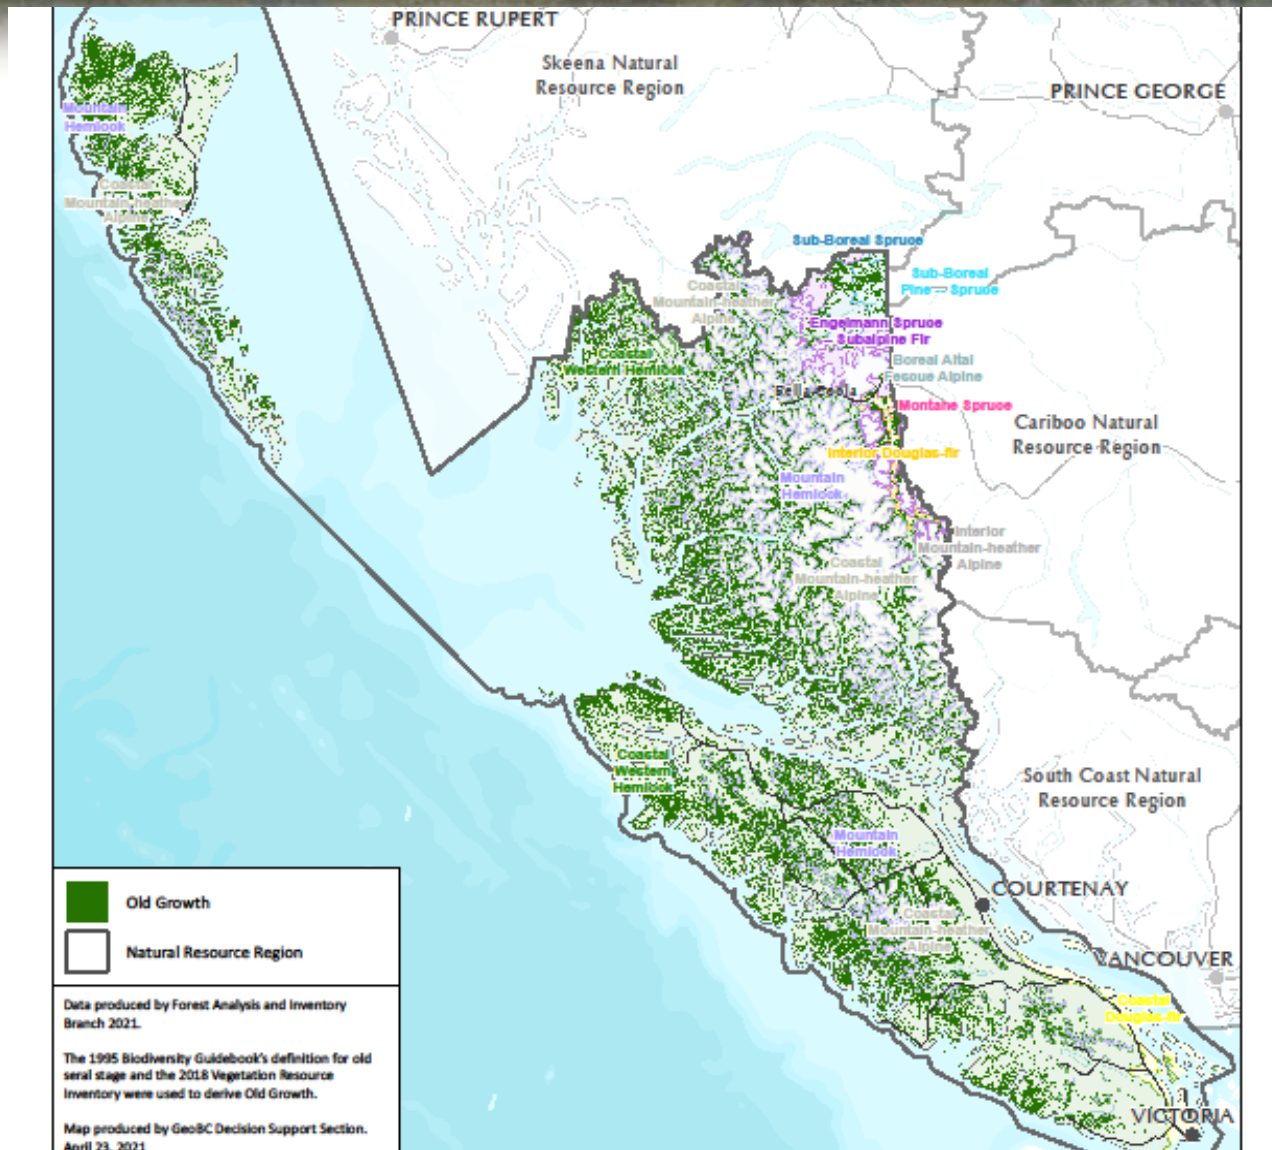 PRINCE RUPERT
Skeena Natural
Resource Region
PRINCE GEORGE
Mountain
Hemlock
Coastal
Mountain-heather
Alpine
Sub-Boreal Spruce
Sub-Boreal
Pine -- Spruce
Coastal
Mountain-heather
Alpine
Engelmann Spruce
Subalpine Fir
Coastal
Western Hemlock
Boreal Altai
Fescue Alpine
Bella Coola
Montane Spruce
Cariboo Natural
Resource Region
Interior Douglas-fir
Mountain
Hemlock
Interior
Mountain-heather
Alpine
Coastal
Mountain-heather
Alpine
Coastal
Western
Hemlock
South Coast Natural
Resource Region
Mountain
Hemlock
COURTENAY
Coastal
Mountain-heather
Alpine
VANCOUVER
Coastal
Douglas-fir
VICTORIA
Old Growth
Natural Resource Region
Data produced by Forest Analysis and Inventory
Branch 2021.
The 1995 Biodiversity Guidebook's definition for old
seral stage and the 2018 Vegetation Resource
Inventory were used to derive Old Growth.
Map produced by GeoBC Decision Support Section.
April 23, 2021